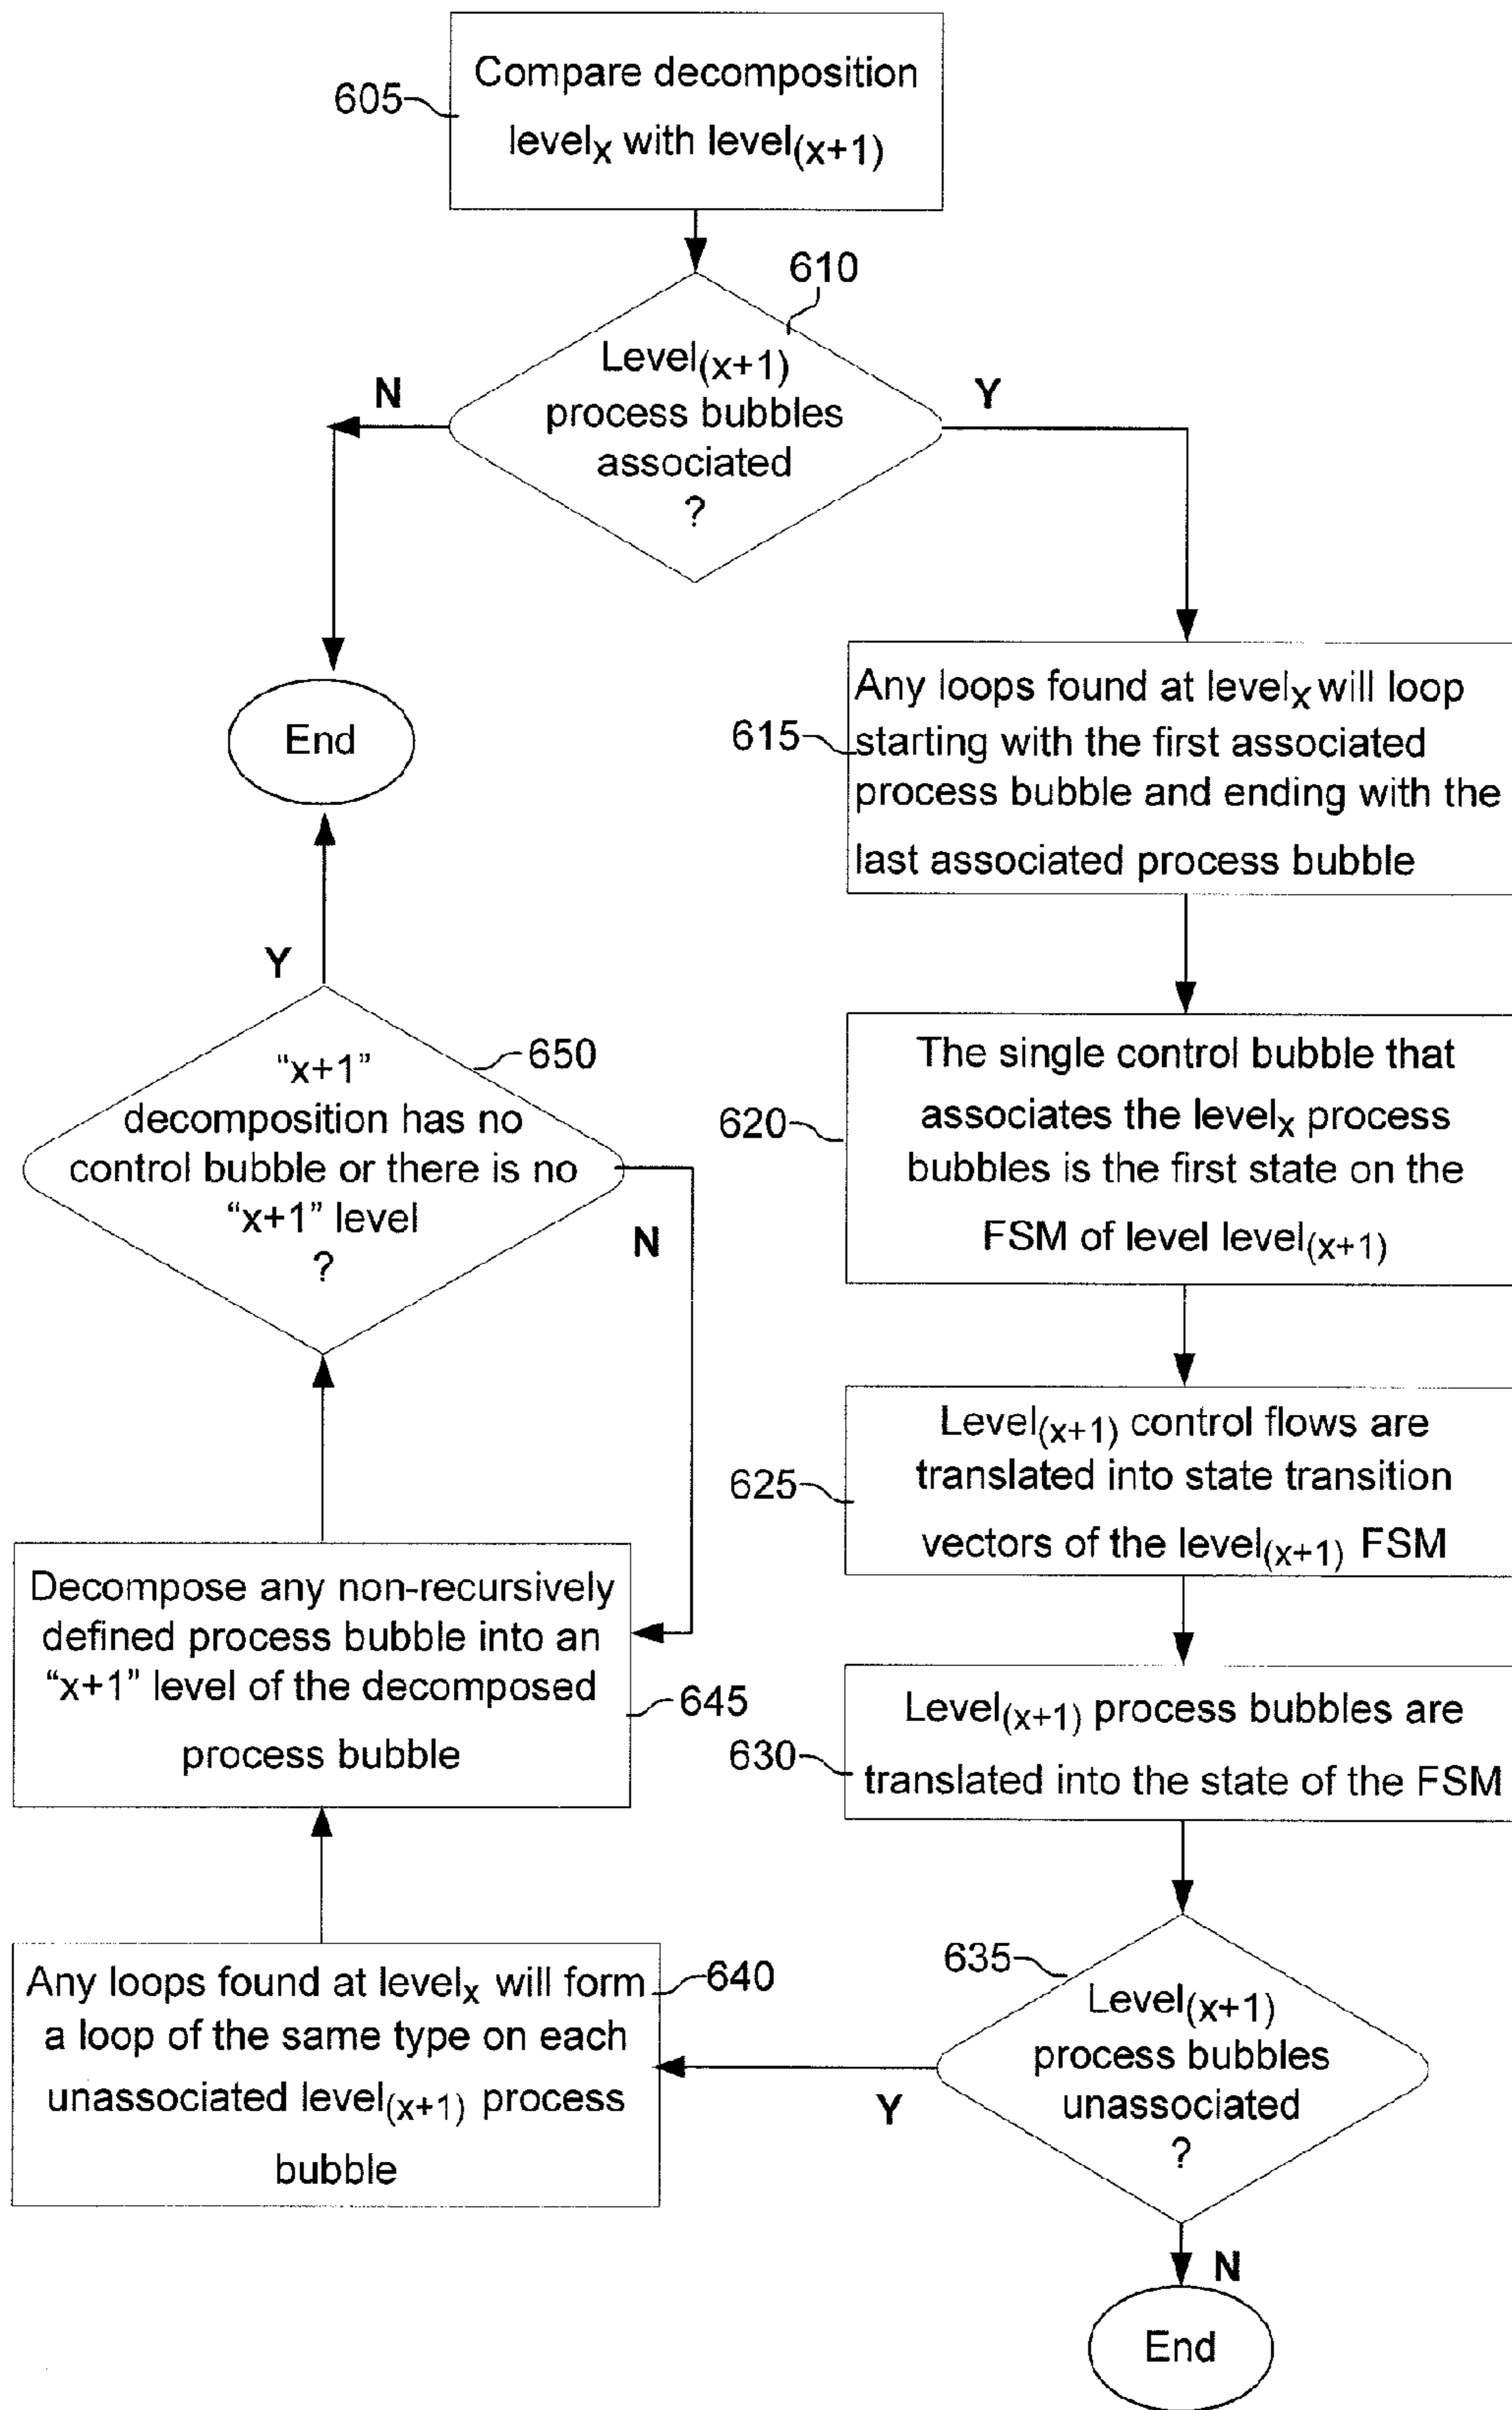 Compare decomposition
605
levelx with level(x+1)
610
Level(x+1)
process bubbles
associated
?
N
Y
Any loops found at levelx will loop
615
starting with the first associated
process bubble and ending with the
last associated process bubble
End
Y
"x+1"
decomposition has no
control bubble or there is no
"x+1" level
?
650
N
The single control bubble that
associates the levelx process
620
bubbles is the first state on the
FSM of level level(x+1)
Level(x+1) control flows are
translated into state transition
625
vectors of the level(x+1) FSM
Decompose any non-recursively
defined process bubble into an
"x+1" level of the decomposed
645
process bubble
Level(x+1) process bubbles are
630
translated into the state of the FSM
635
Level(x+1)
process bubbles
unassociated
?
Y
N
Any loops found at levelx will form
640
a loop of the same type on each
unassociated level(x+1) process
bubble
End